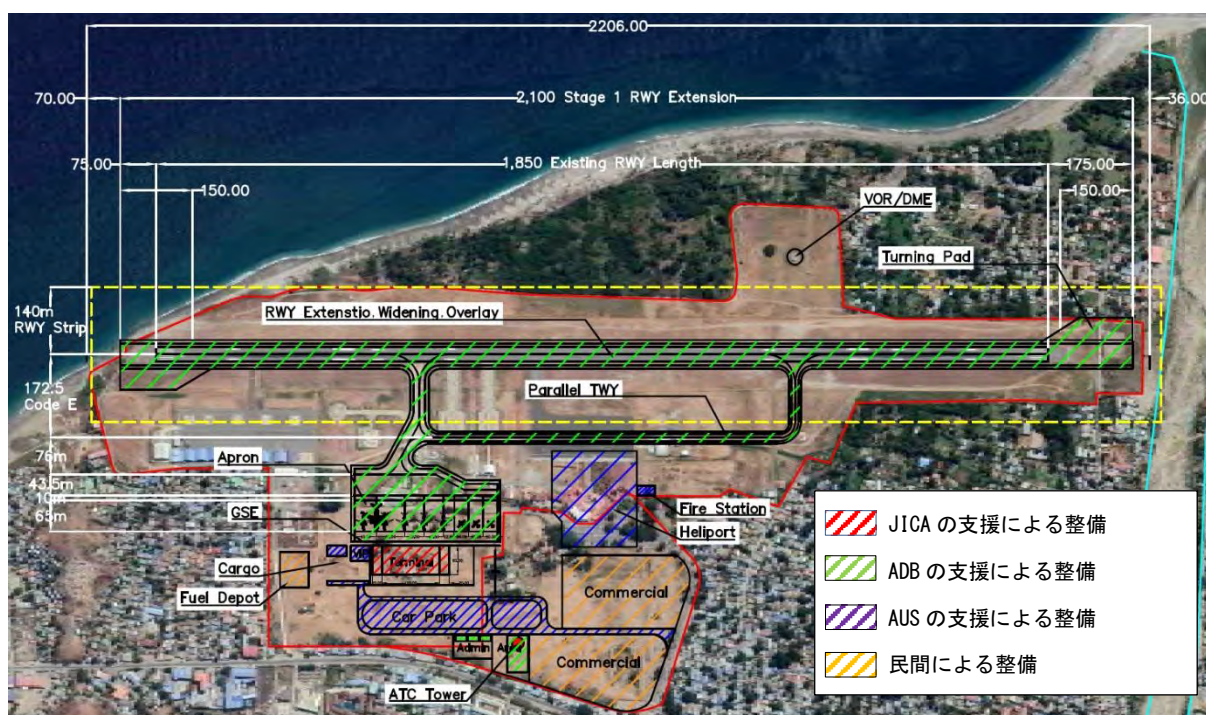 2206.00
70.00
2,100 Stage 1 RWY Extension
36.00
75.00
1,850 Existing RWY Length
175.00
150.00
150.00
VOR/DME
Turning Pad
140m
RWY Strip
RWY Extenstio.Widening.Overlay
172.5
Code E
Parallel TWY
76m
Apron
43.5m
10m
65m
GSE
Fire Station
Heliport
Cargo
VIP
Terminal
Fuel Depot
Car Park
Commercial
Commercial
Admin Area
ATC Tower
JICA の支援による整備
ADB の支援による整備
AUS の支援による整備
民間による整備